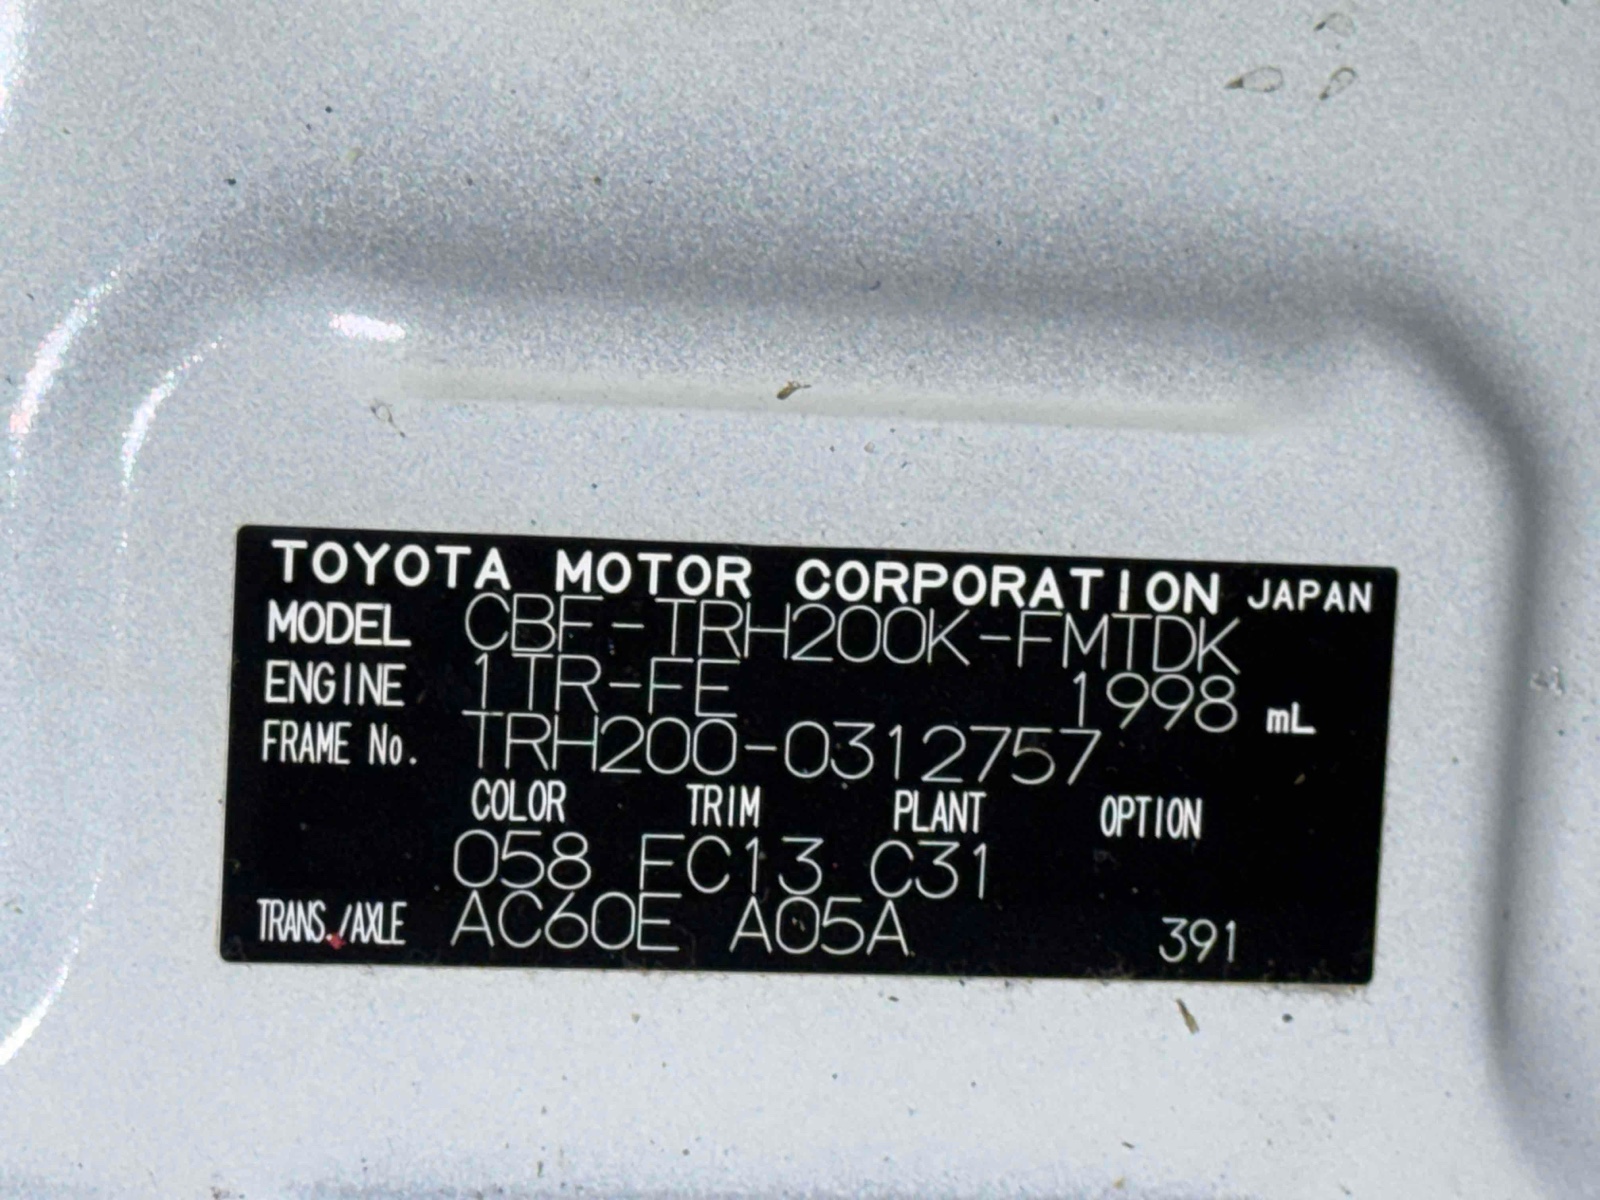 TOYOTA MOTOR CORPORATION JAPAN
MODEL CBF-TRH200K-FMTDK
ENGINE 1TR-FE 1998 mL
FRAME No. TRH200-0312757
COLOR TRIM PLANT OPTION
058 FC13 C31
TRANS./AXLE AC60E A05A 391